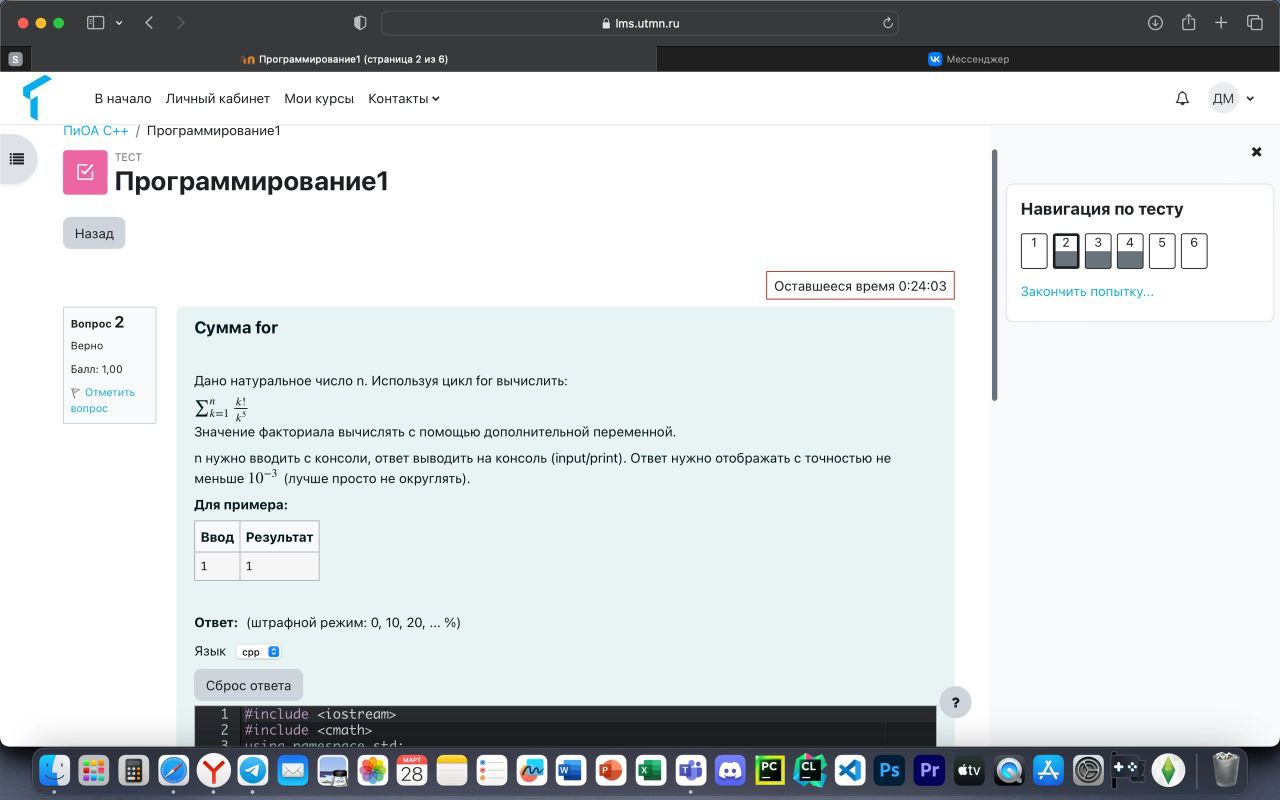 lms.utmn.ru
S
Программирование1 (страница 2 из 6)
Мессенджер
В начало Личный кабинет Мои курсы Контакты
ДМ
ПиОА C++ / Программирование1
ТЕСТ
Программирование1
Назад
Оставшееся время 0:24:03
Вопрос 2
Верно
Балл: 1,00
Отметить
вопрос
Сумма for
Дано натуральное число n. Используя цикл for вычислить:
∑ₖ₌₁ⁿ k!/k⁵
Значение факториала вычислять с помощью дополнительной переменной.
n нужно вводить с консоли, ответ выводить на консоль (input/print). Ответ нужно отображать с точностью не
меньше 10⁻³ (лучше просто не округлять).
Для примера:
Ввод Результат
1 1
Ответ: (штрафной режим: 0, 10, 20, ... %)
Язык cpp
Сброс ответа
1 #include <iostream>
2 #include <cmath>
3 using namespace std;
?
Навигация по тесту
1 2 3 4 5 6
Закончить попытку...
МАРТ
28
W P X
PC CL Ps Pr tv